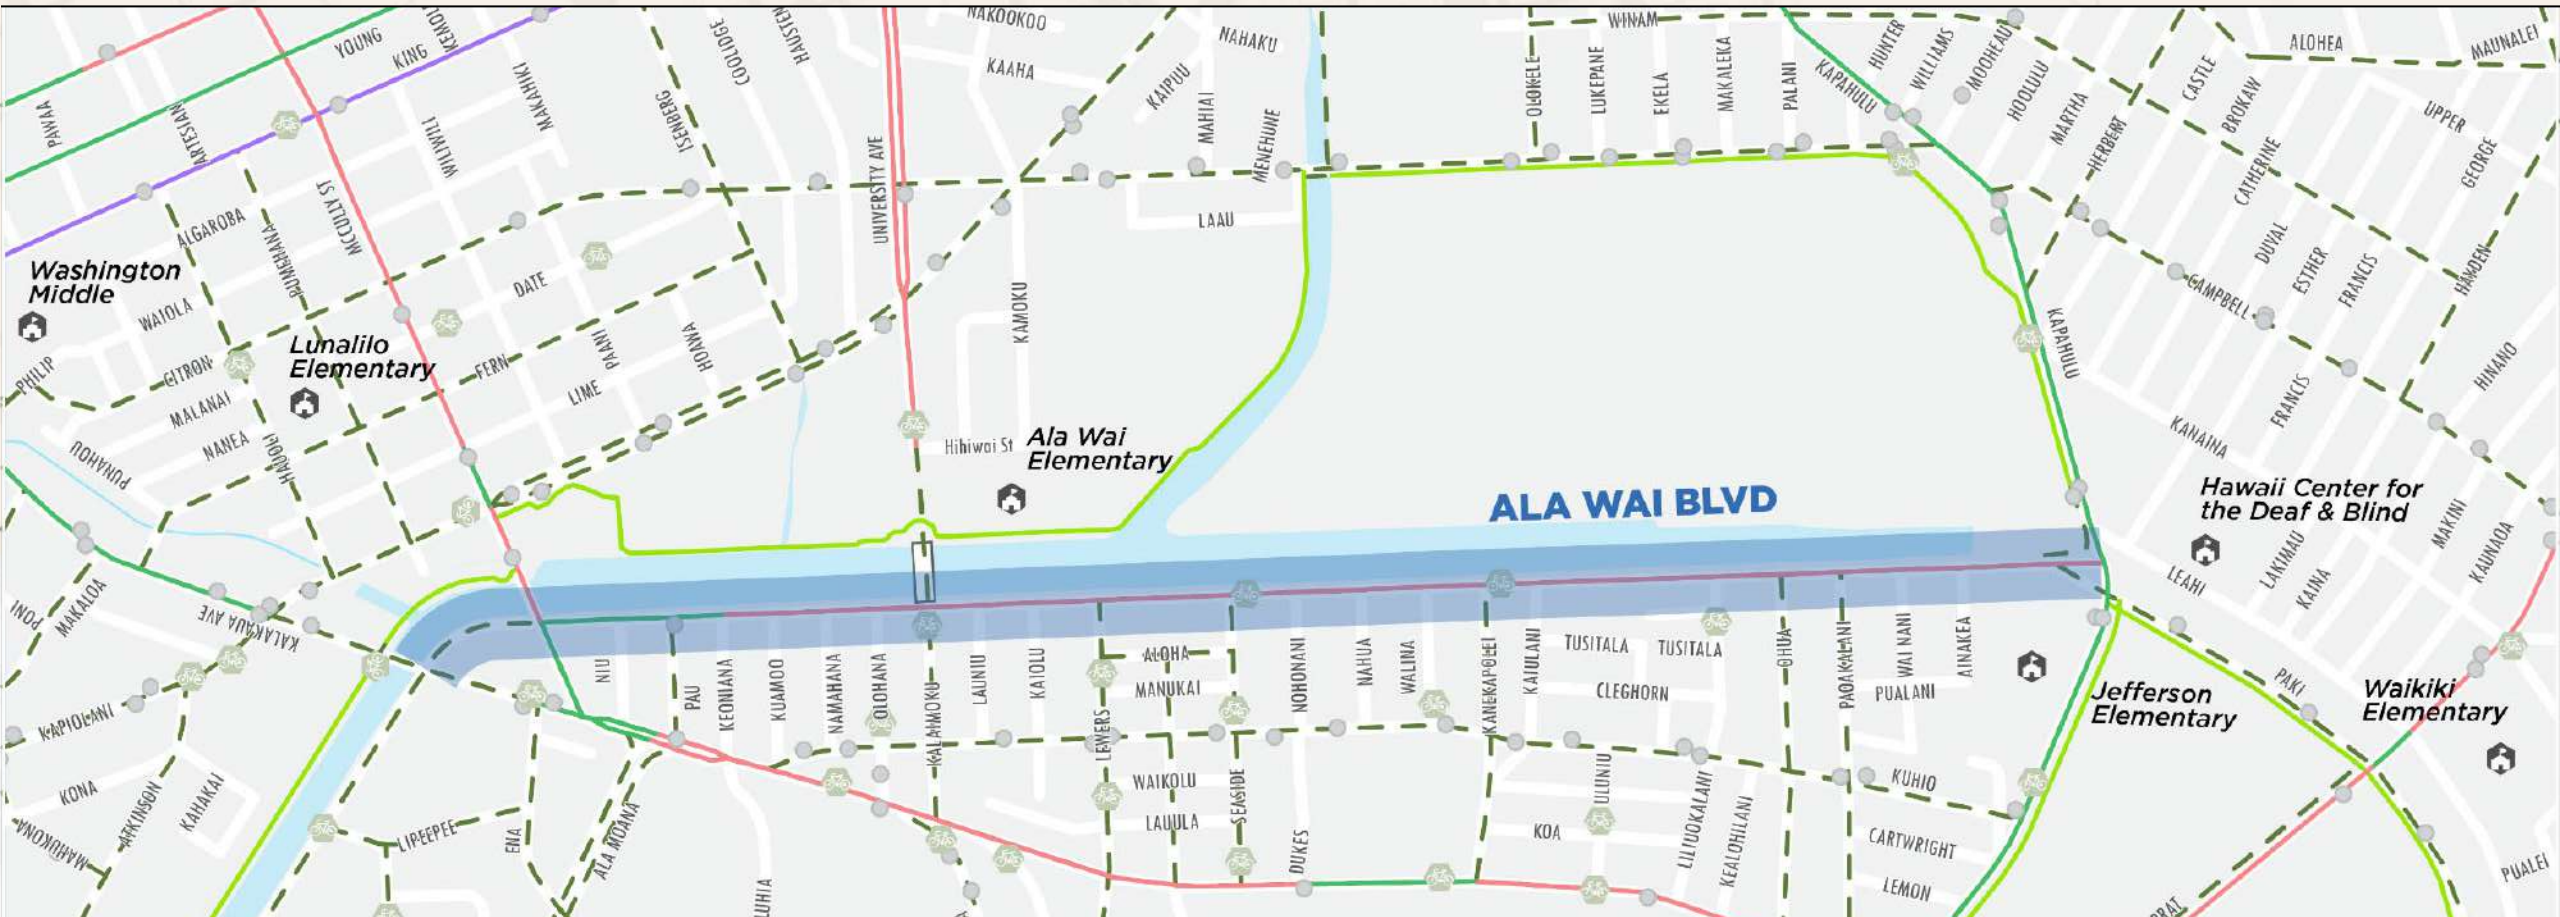 NAKOOKOO
WINAM
ALOHEA
MAUNALEI
YOUNG
KING
COOLIDGE
HAUSTEN
NAHAKU
HUNTER
WILLIAMS
MOOHEAU
KAAHA
KAIPUU
OLOKELE
LUKEPANE
EKELA
MAKALEKA
PALANI
KAPAHULU
HOOLULU
MARTHA
CASTLE
BROKAW
UPPER
PAWAA
ARTESIAN
WILIWILI
MAKAHIKI
ISENBERG
UNIVERSITY AVE
MAHIAI
MENEHUNE
HERBERT
CATHERINE
GEORGE
ALGAROBA
PUMEHANA
MCCULLY ST
LAAU
DUVAL
ESTHER
FRANCIS
HAYDEN
CAMPBELL
Washington
Middle
WAIOLA
DATE
KAMOKU
KAPAHULU
PHILIP
CITRON
Lunalilo
Elementary
FERN
PAANI
HOAWA
LIME
HINANO
FRANCIS
MALANAI
NANEA
PUNAHOU
HAUOLI
Hihiwai St
Ala Wai
Elementary
KANAINA
ALA WAI BLVD
Hawaii Center for
the Deaf & Blind
MAKINI
KAUNAOA
LAKIMAU
KAINA
LEAHI
PONI
MAKALOA
KALAKAUA AVE
NIU
PAU
KEONIANA
KUAMOO
NAMAHANA
OLOHANA
KALAIMOKU
LAUNIU
KAIOLU
LEWERS
ALOHA
MANUKAI
NOHONANI
NAHUA
WALINA
KANEKAPOLEI
KAIULANI
TUSITALA
TUSITALA
CLEGHORN
OHUA
PAOAKALANI
WAI NANI
PUALANI
AINAKEA
Jefferson
Elementary
PAKI
Waikiki
Elementary
KAPIOLANI
KONA
ATKINSON
KAHAKAI
MAHUKONA
LIPEEPEE
ENA
ALA MOANA
WAIKOLU
LAUULA
SEASIDE
DUKES
KOA
ULUNIU
LILIUOKALANI
KEALOHILANI
KUHIO
CARTWRIGHT
LEMON
PUALEI